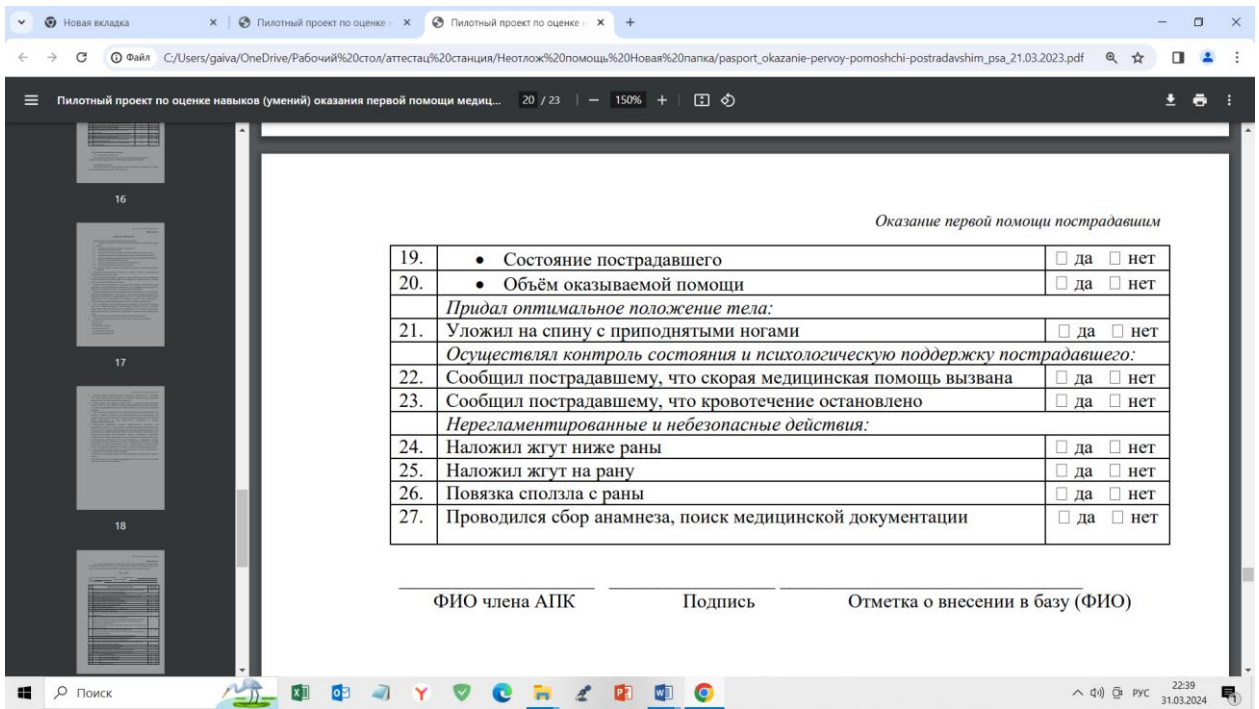 Новая вкладка
Пилотный проект по оценке н
Пилотный проект по оценке н
Файл C:/Users/gaiva/OneDrive/Рабочий%20стол/аттестац%20станция/Неотлож%20помощь%20Новая%20папка/pasport_okazanie-pervoy-pomoshchi-postradavshim_psa_21.03.2023.pdf
Пилотный проект по оценке навыков (умений) оказания первой помощи медиц... 20 / 23 | — 150% +
16
17
18
Оказание первой помощи пострадавшим
19. • Состояние пострадавшего □ да □ нет
20. • Объём оказываемой помощи □ да □ нет
Придал оптимальное положение тела:
21. Уложил на спину с приподнятыми ногами □ да □ нет
Осуществлял контроль состояния и психологическую поддержку пострадавшего:
22. Сообщил пострадавшему, что скорая медицинская помощь вызвана □ да □ нет
23. Сообщил пострадавшему, что кровотечение остановлено □ да □ нет
Нерегламентированные и небезопасные действия:
24. Наложил жгут ниже раны □ да □ нет
25. Наложил жгут на рану □ да □ нет
26. Повязка сползла с раны □ да □ нет
27. Проводился сбор анамнеза, поиск медицинской документации □ да □ нет
ФИО члена АПК Подпись Отметка о внесении в базу (ФИО)
Поиск
РУС
22:39
31.03.2024